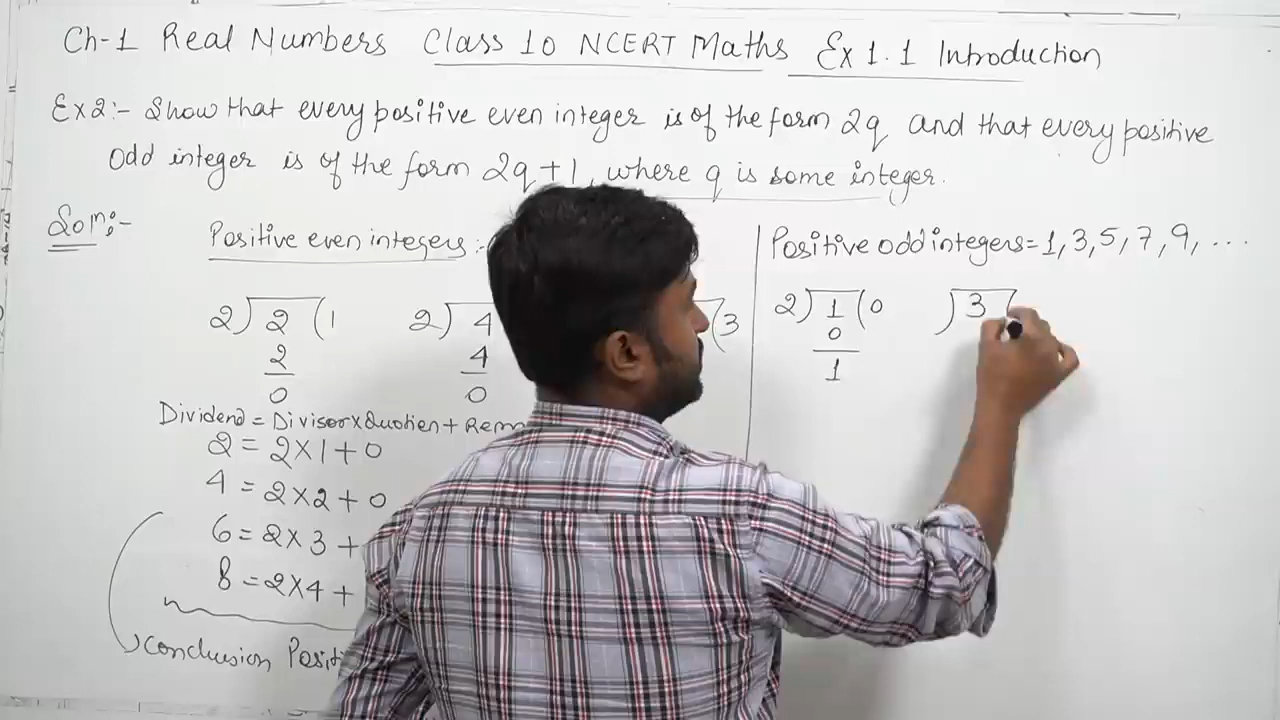 Ch-1 Real Numbers Class 10 NCERT Maths Ex 1.1 Introduction
Ex2:- Show that every positive even integer is of the form 2q and that every positive
odd integer is of the form 2q+1, where q is some integer.
Soln:-
Positive even integers:-
2) 2 (1
2
0
2) 4
4
0
(3
Dividend = Divisor×Quotien + Rem
2 = 2×1+0
4 = 2×2+0
6 = 2×3+
8 = 2×4+
conclusion Positi
Positive odd integers = 1, 3, 5, 7, 9, ...
2) 1 (0
0
1
) 3 (